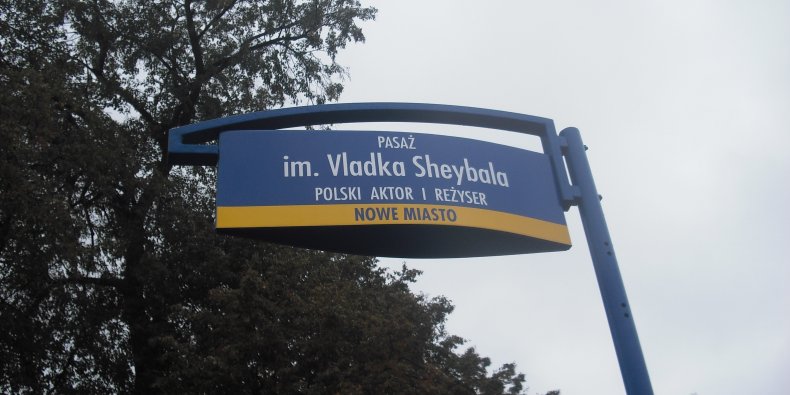 PASAŻ
im. Vladka Sheybala
POLSKI AKTOR I REŻYSER
NOWE MIASTO